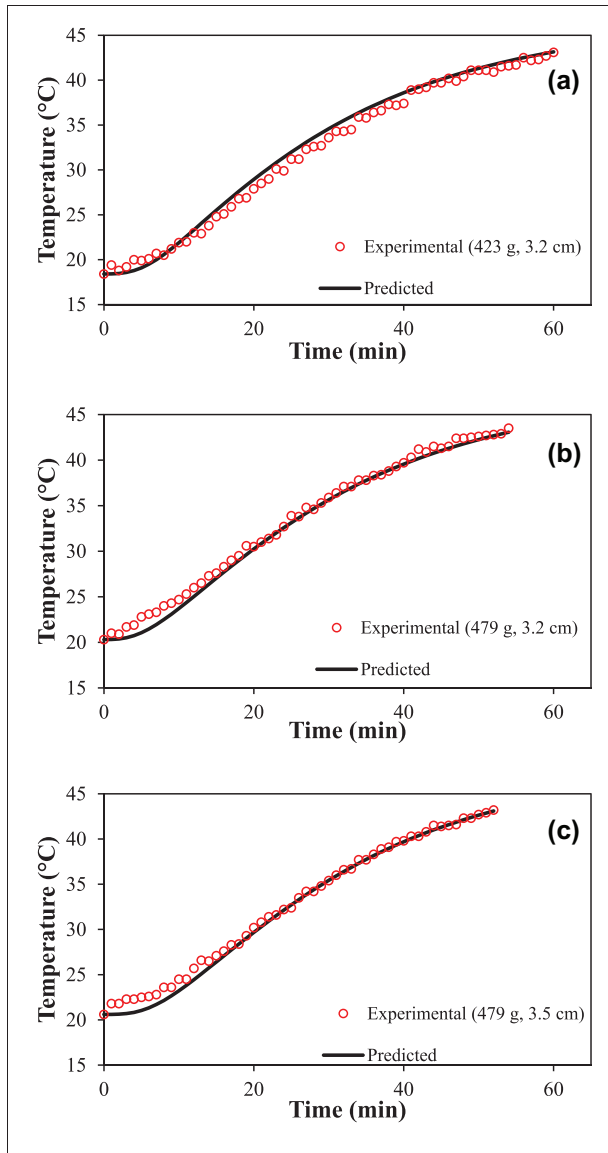 45
40
35
30
25
20
15
Temperature (°C)
(a)
Experimental (423 g, 3.2 cm)
Predicted
0 20 40 60
Time (min)
45
40
35
30
25
20
15
Temperature (°C)
(b)
Experimental (479 g, 3.2 cm)
Predicted
0 20 40 60
Time (min)
45
40
35
30
25
20
15
Temperature (°C)
(c)
Experimental (479 g, 3.5 cm)
Predicted
0 20 40 60
Time (min)